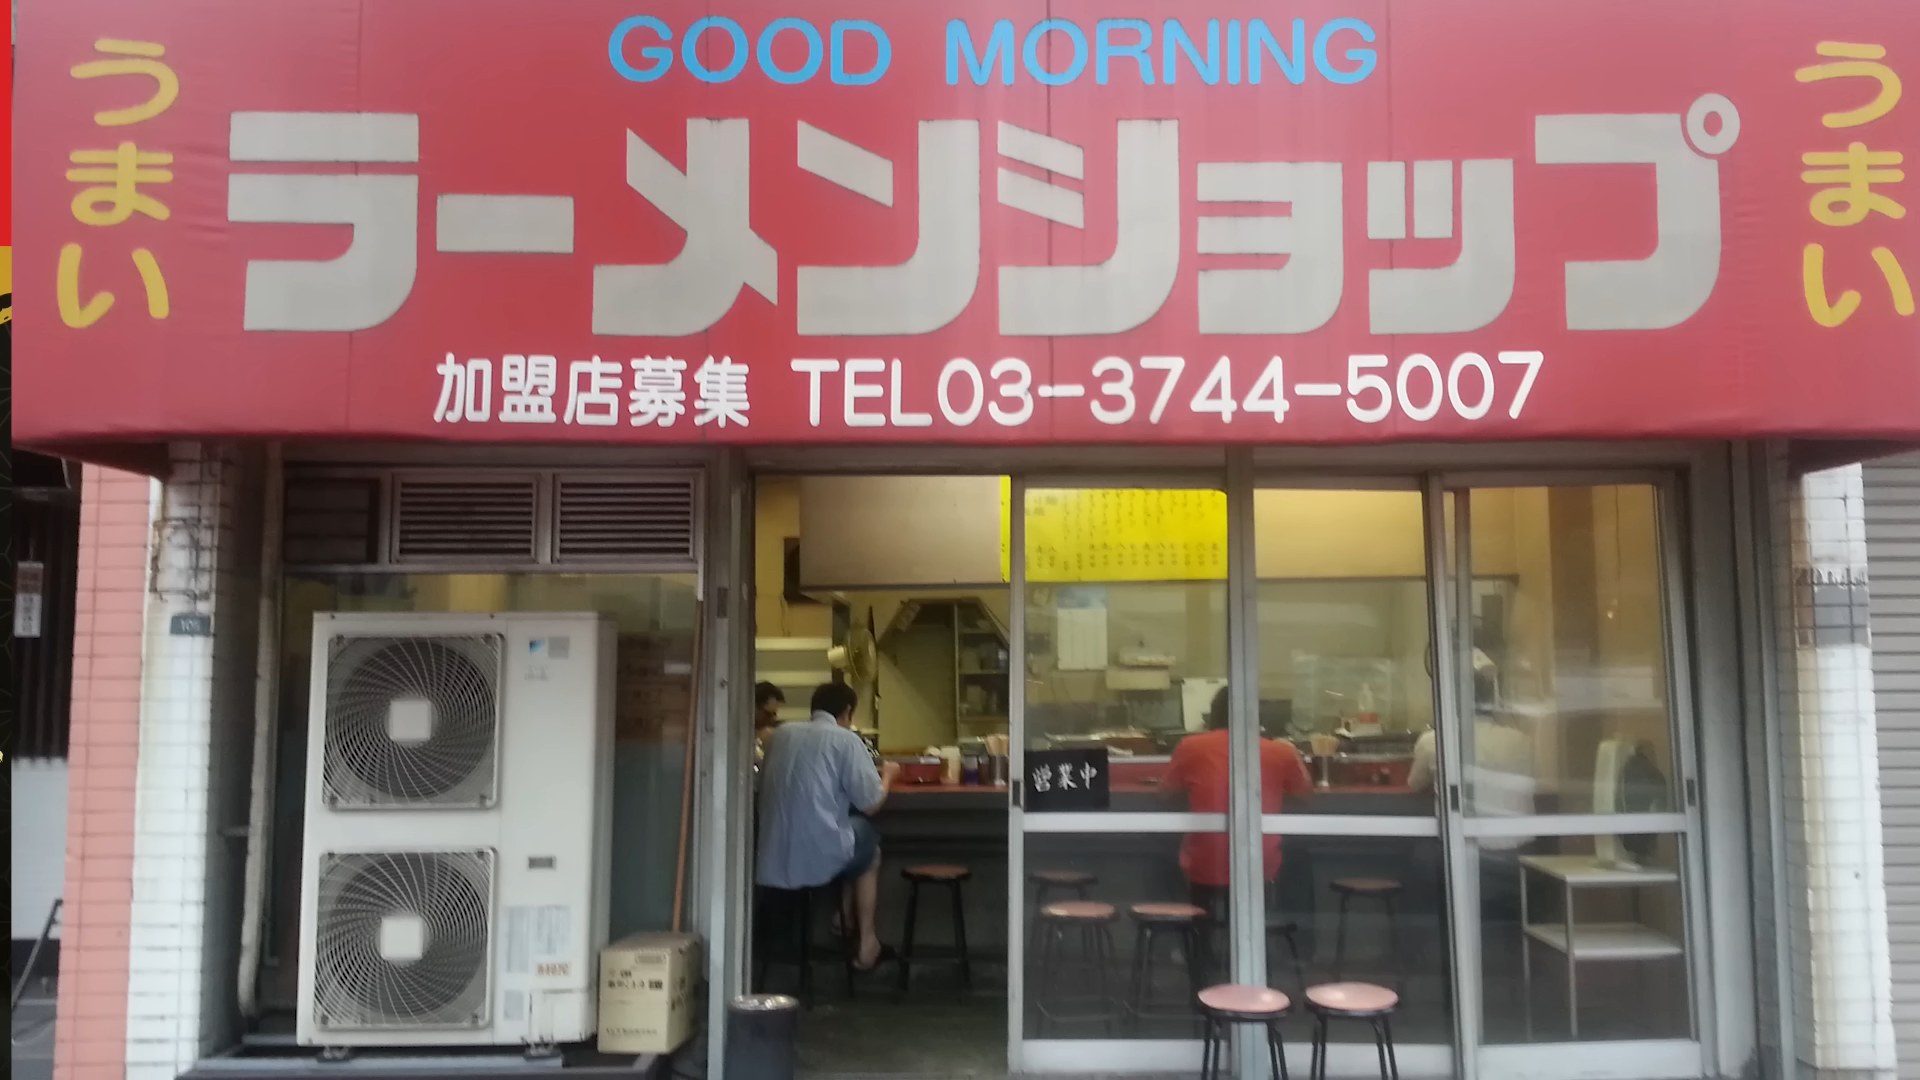 GOOD MORNING
うまい
ラーメンショップ
うまい
加盟店募集 TEL03-3744-5007
営業中